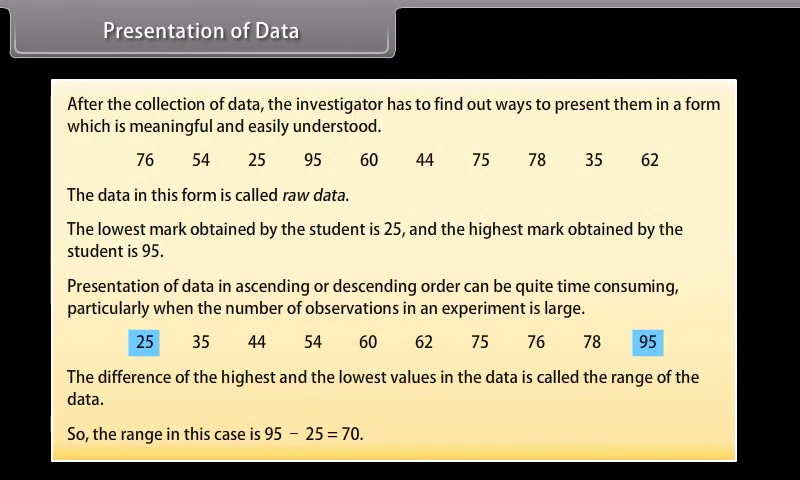 Presentation of Data
After the collection of data, the investigator has to find out ways to present them in a form
which is meaningful and easily understood.
76 54 25 95 60 44 75 78 35 62
The data in this form is called raw data.
The lowest mark obtained by the student is 25, and the highest mark obtained by the
student is 95.
Presentation of data in ascending or descending order can be quite time consuming,
particularly when the number of observations in an experiment is large.
25 35 44 54 60 62 75 76 78 95
The difference of the highest and the lowest values in the data is called the range of the
data.
So, the range in this case is 95 − 25 = 70.